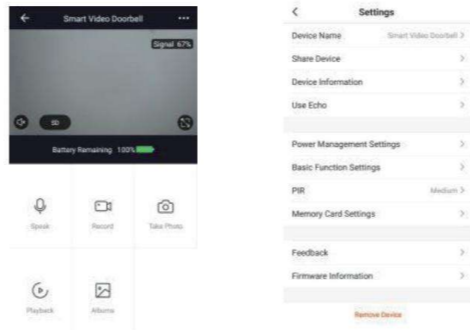 Smart Video Doorbell
Signal 67%
SD
Battery Remaining 100%
Speak
Record
Take Photo
Playback
Albums
Settings
Device Name Smart Video Doorbell
Share Device
Device Information
Use Echo
Power Management Settings
Basic Function Settings
PIR Medium
Memory Card Settings
Feedback
Firmware Information
Remove Device